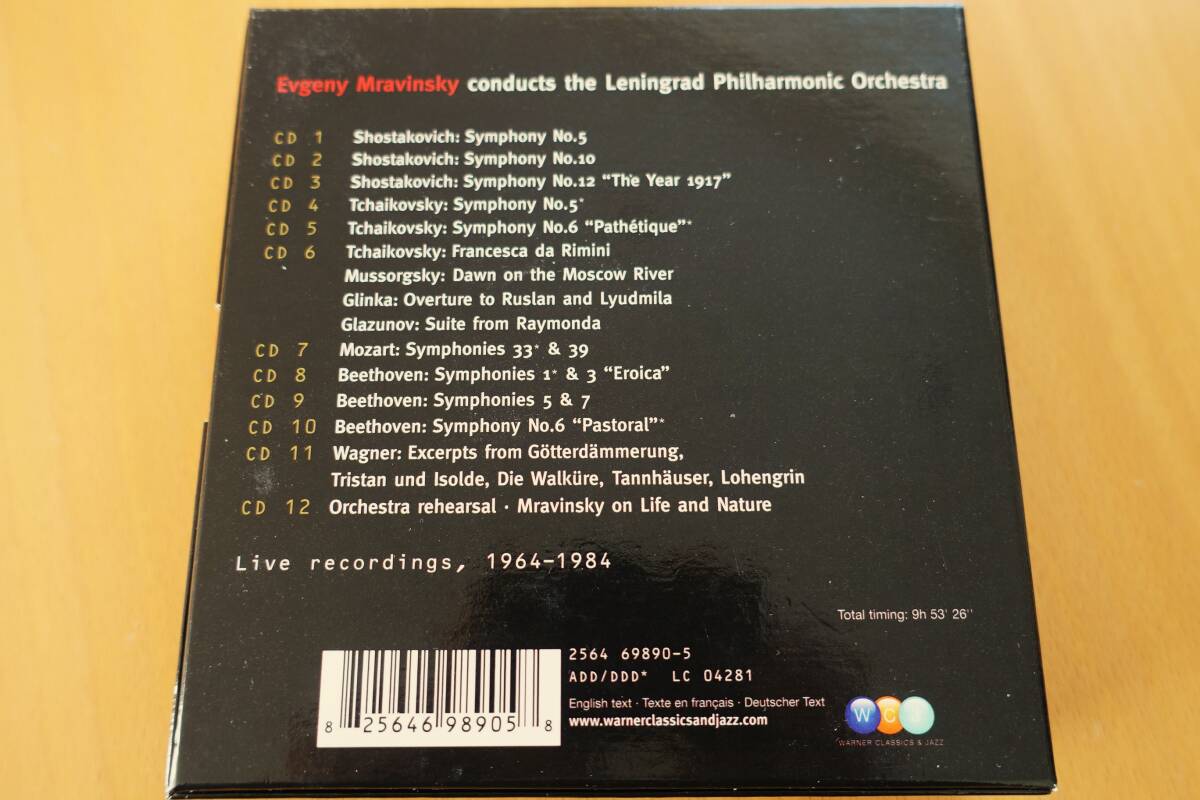 Evgeny Mravinsky conducts the Leningrad Philharmonic Orchestra
CD 1 Shostakovich: Symphony No.5
CD 2 Shostakovich: Symphony No.10
CD 3 Shostakovich: Symphony No.12 “The Year 1917”
CD 4 Tchaikovsky: Symphony No.5*
CD 5 Tchaikovsky: Symphony No.6 “Pathétique”*
CD 6 Tchaikovsky: Francesca da Rimini
Mussorgsky: Dawn on the Moscow River
Glinka: Overture to Ruslan and Lyudmila
Glazunov: Suite from Raymonda
CD 7 Mozart: Symphonies 33* & 39
CD 8 Beethoven: Symphonies 1* & 3 “Eroica”
CD 9 Beethoven: Symphonies 5 & 7
CD 10 Beethoven: Symphony No.6 “Pastoral”*
CD 11 Wagner: Excerpts from Götterdämmerung,
Tristan und Isolde, Die Walküre, Tannhäuser, Lohengrin
CD 12 Orchestra rehearsal · Mravinsky on Life and Nature
Live recordings, 1964-1984
Total timing: 9h 53' 26''
2564 69890-5
ADD/DDD* LC 04281
English text · Texte en français · Deutscher Text
www.warnerclassicsandjazz.com
8 25646 98905 8
W C J
WARNER CLASSICS & JAZZ